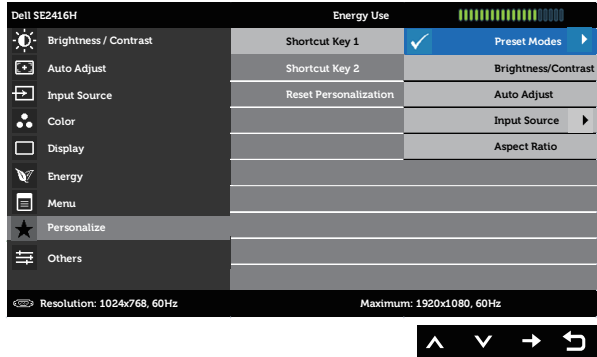 Dell SE2416H Energy Use
Brightness / Contrast
Auto Adjust
Input Source
Color
Display
Energy
Menu
Personalize
Others
Shortcut Key 1
Shortcut Key 2
Reset Personalization
Preset Modes
Brightness/Contrast
Auto Adjust
Input Source
Aspect Ratio
Resolution: 1024x768, 60Hz Maximum: 1920x1080, 60Hz